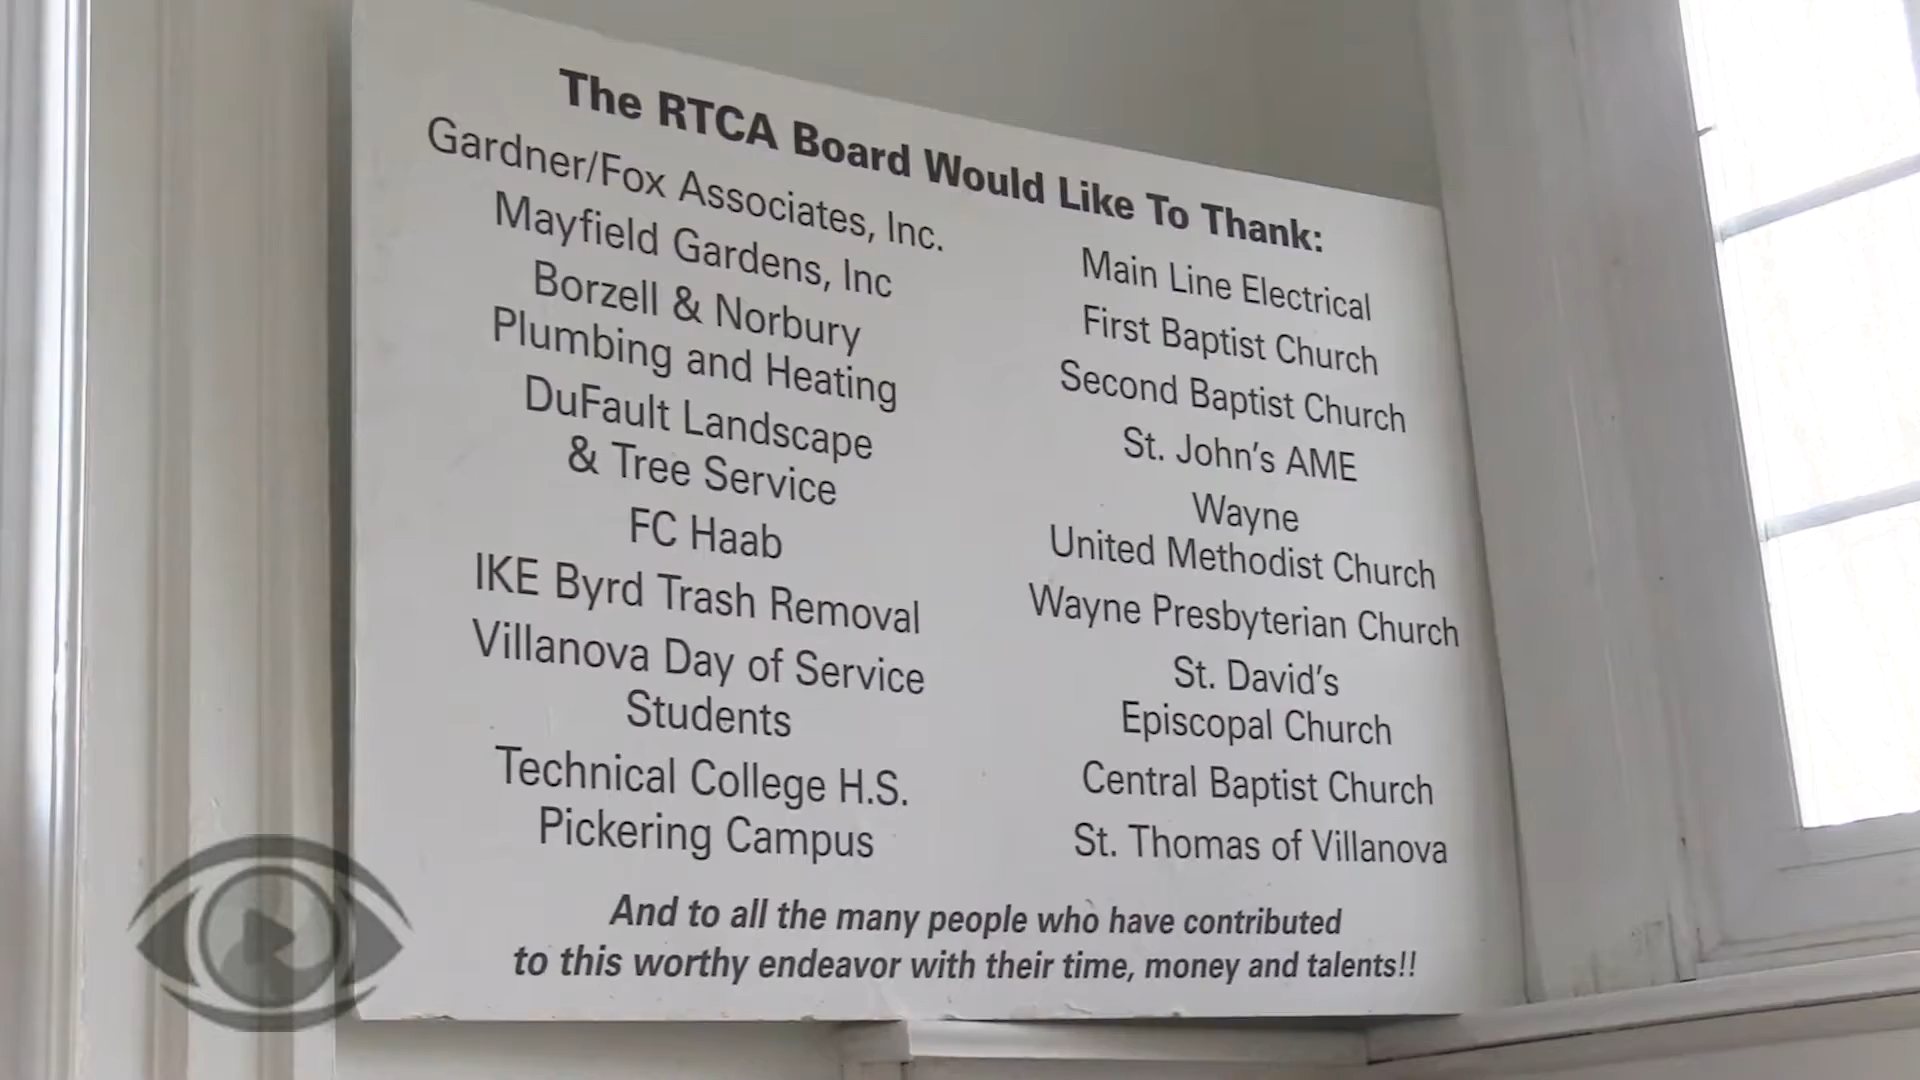 The RTCA Board Would Like To Thank:
Gardner/Fox Associates, Inc.
Mayfield Gardens, Inc
Borzell & Norbury
Plumbing and Heating
DuFault Landscape
& Tree Service
FC Haab
IKE Byrd Trash Removal
Villanova Day of Service
Students
Technical College H.S.
Pickering Campus
Main Line Electrical
First Baptist Church
Second Baptist Church
St. John's AME
Wayne
United Methodist Church
Wayne Presbyterian Church
St. David's
Episcopal Church
Central Baptist Church
St. Thomas of Villanova
And to all the many people who have contributed
to this worthy endeavor with their time, money and talents!!